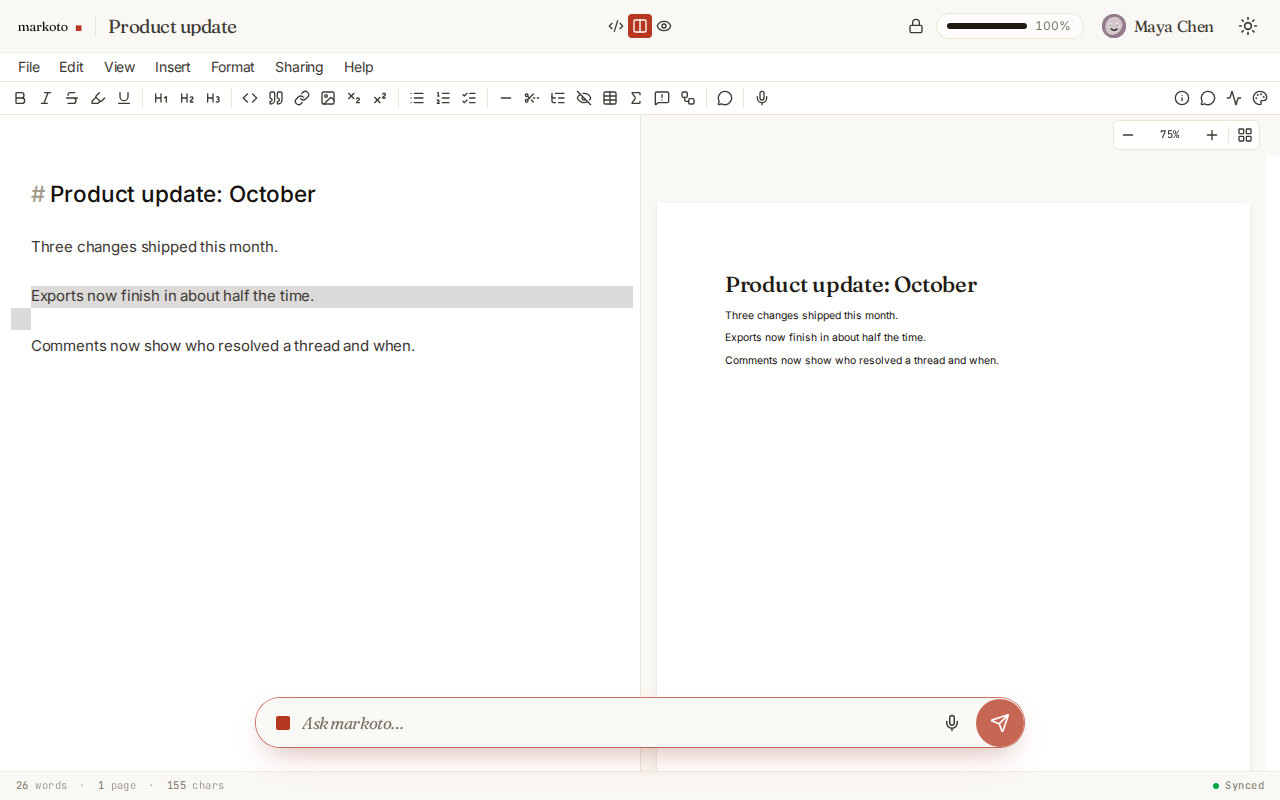 markoto
Product update
100%
Maya Chen
File Edit View Insert Format Sharing Help
H1 H2 H3
75%
# Product update: October
Three changes shipped this month.
Exports now finish in about half the time.
Comments now show who resolved a thread and when.
Product update: October
Three changes shipped this month.
Exports now finish in about half the time.
Comments now show who resolved a thread and when.
Ask markoto...
26 words · 1 page · 155 chars
Synced